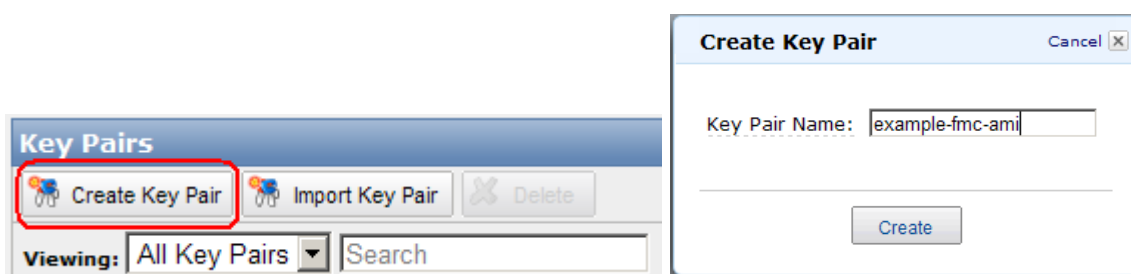 Key Pairs
Create Key Pair Import Key Pair Delete
Viewing: All Key Pairs Search
Create Key Pair Cancel
Key Pair Name: example-fmc-ami
Create